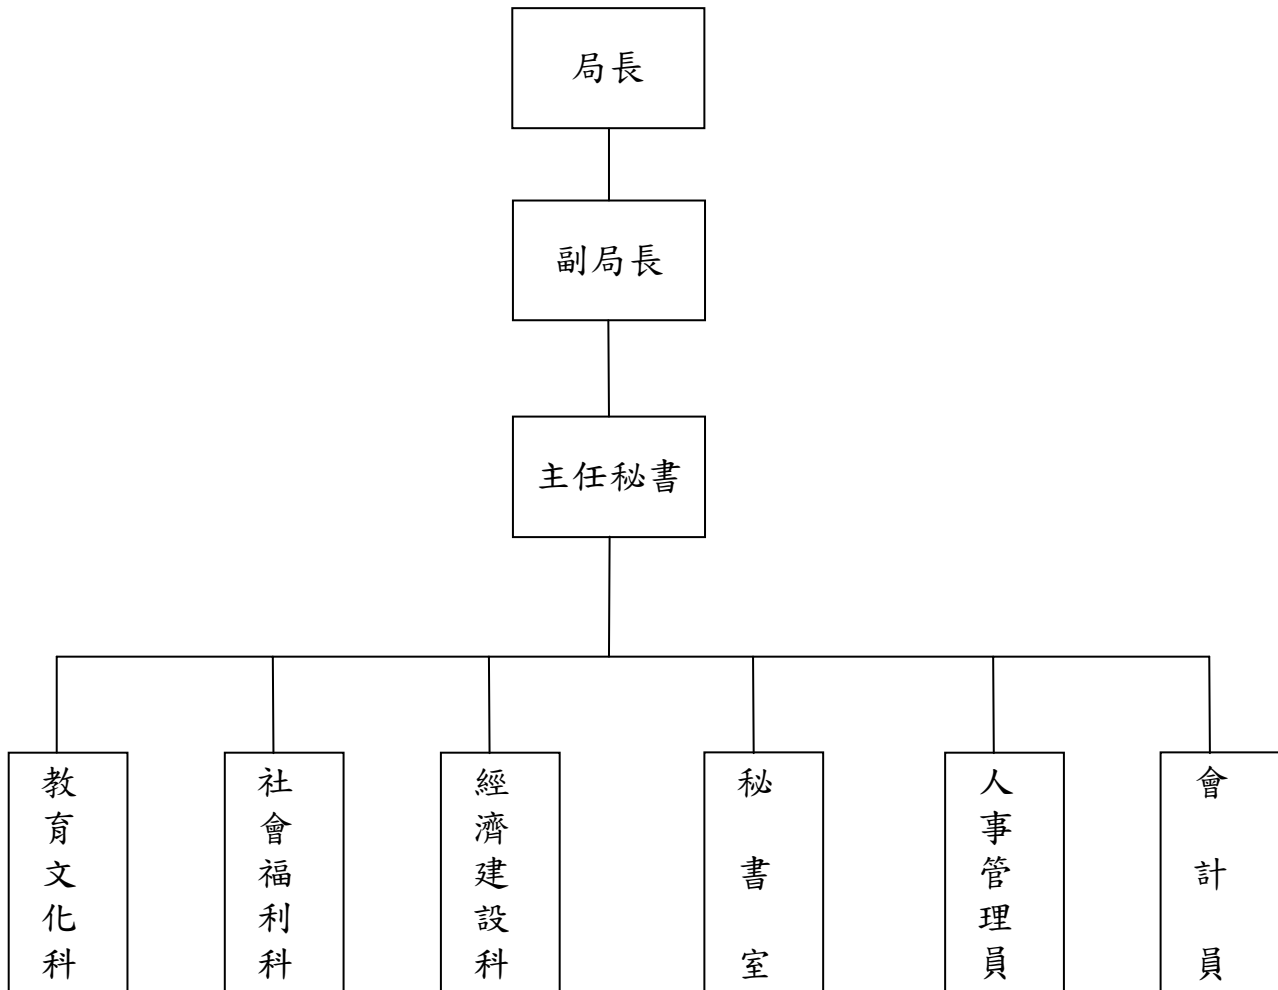 局長
副局長
主任秘書
教育文化科
社會福利科
經濟建設科
秘書室
人事管理員
會計員